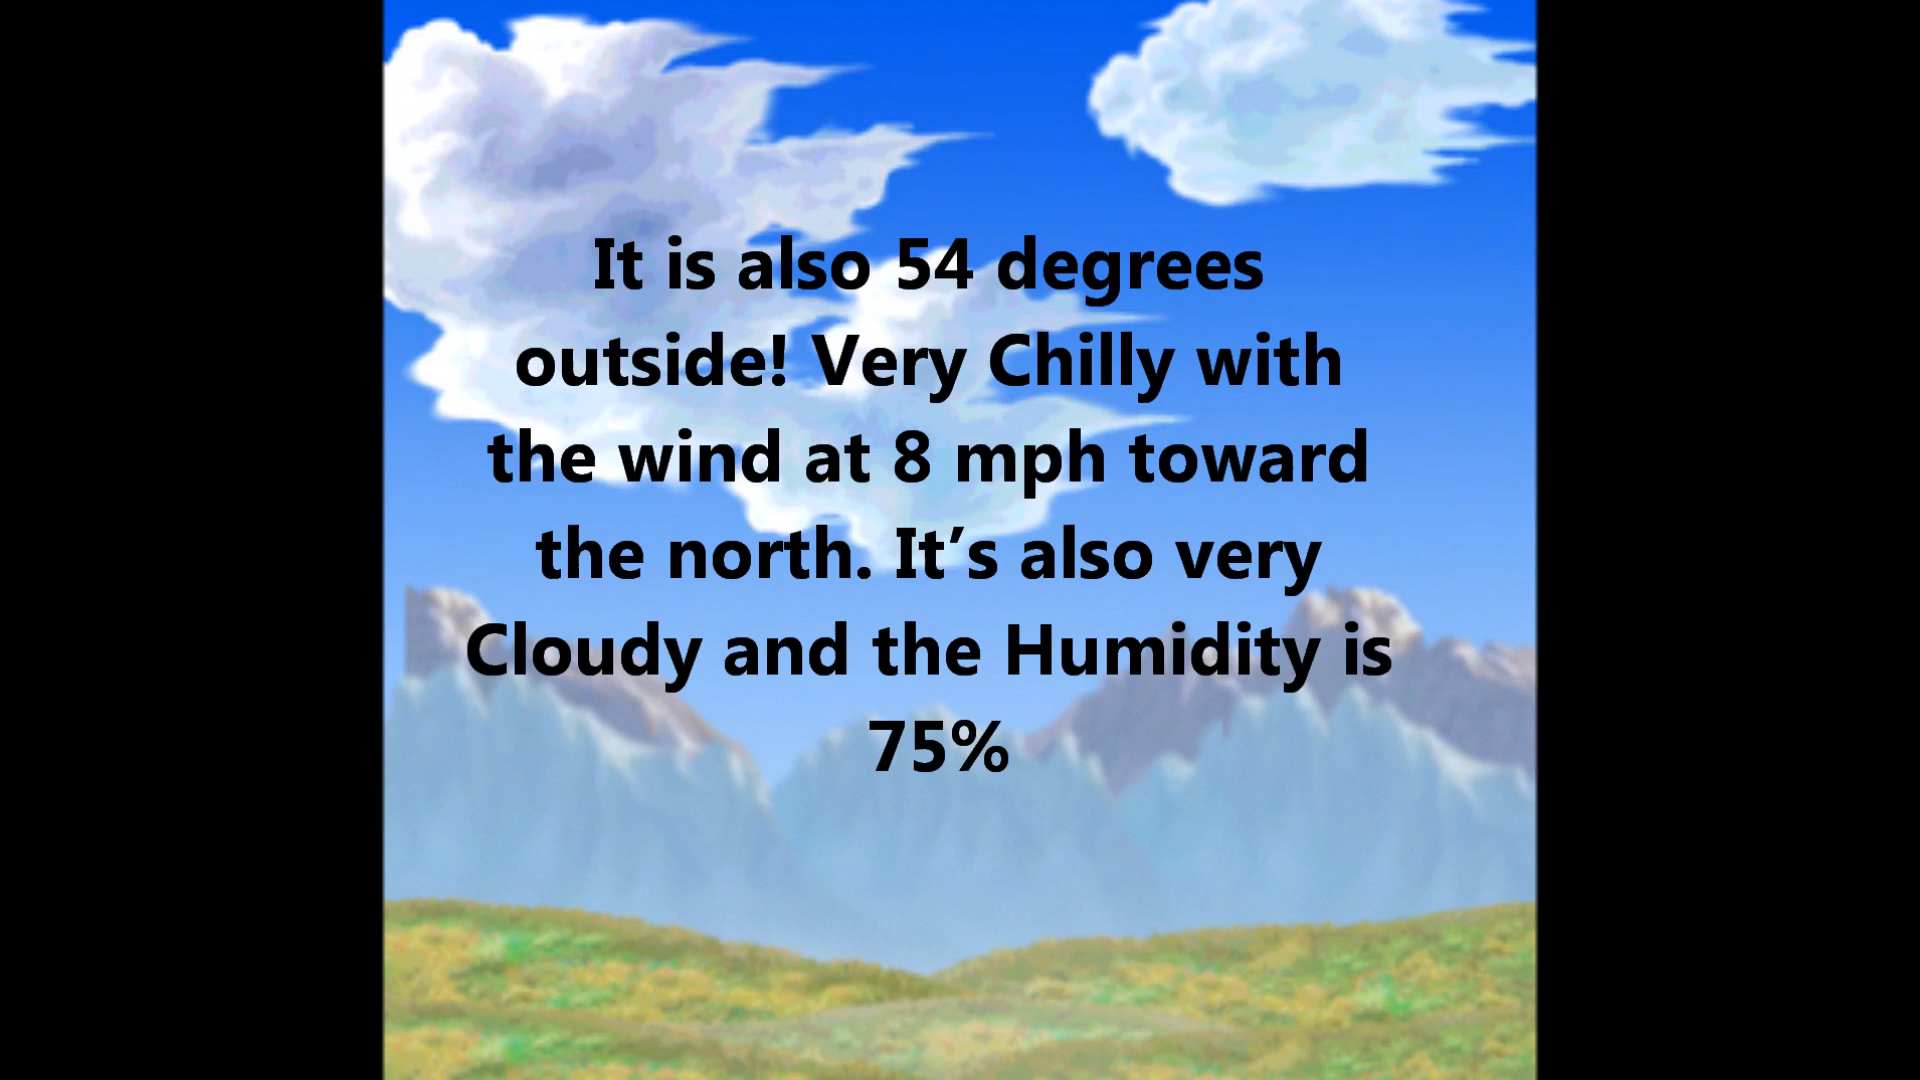 It is also 54 degrees
outside! Very Chilly with
the wind at 8 mph toward
the north. It’s also very
Cloudy and the Humidity is
75%